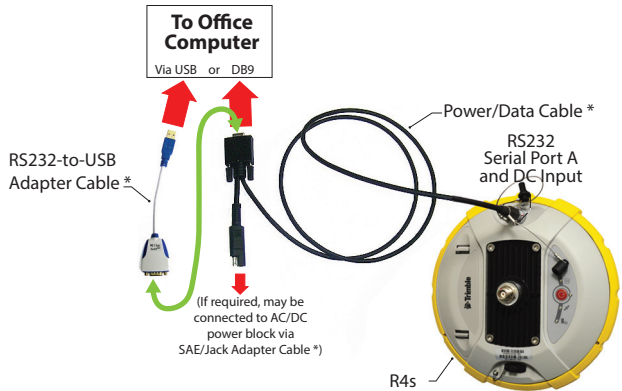 To Office
Computer
Via USB or DB9
Power/Data Cable *
RS232
Serial Port A
and DC Input
RS232-to-USB
Adapter Cable *
(If required, may be
connected to AC/DC
power block via
SAE/Jack Adapter Cable *)
Trimble
R4s